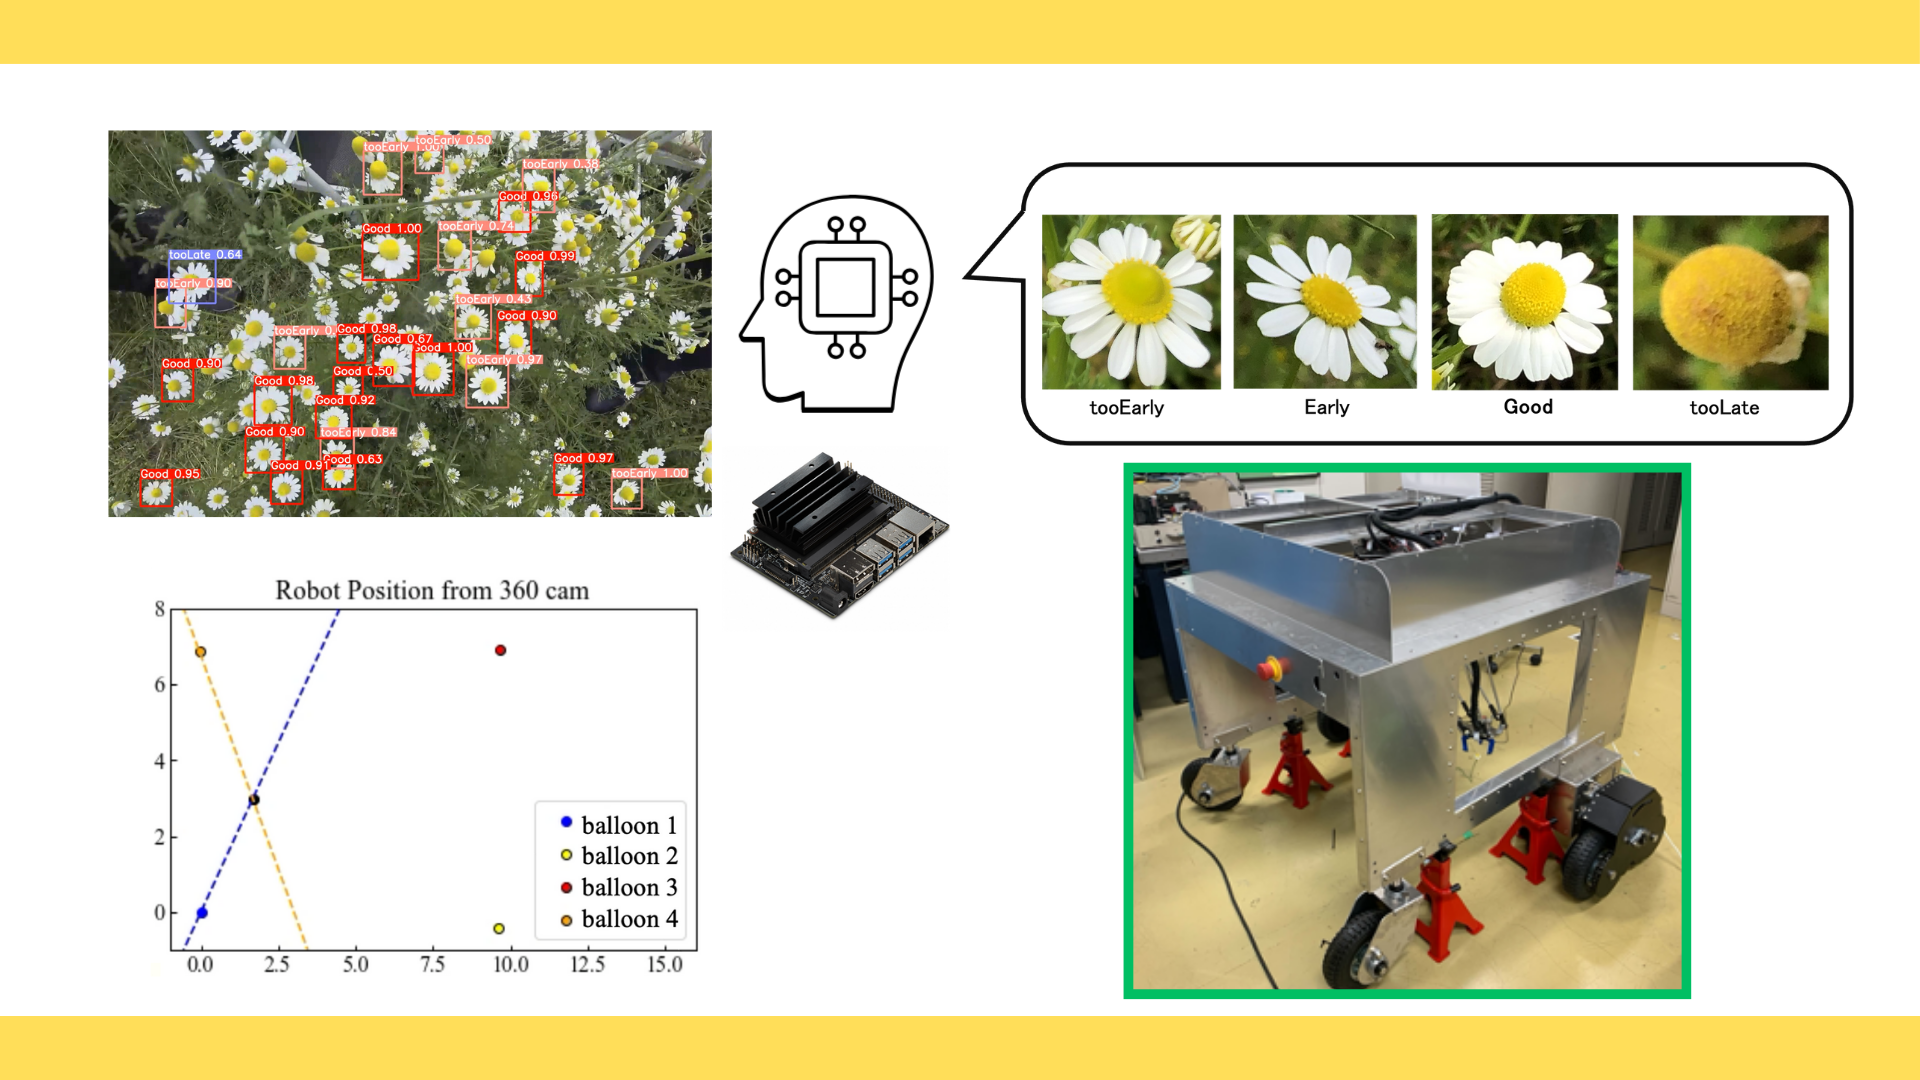 tooEarly 0.50
tooEarly 1.00
tooEarly 0.38
Good 0.96
Good 1.00
tooEarly 0.74
tooLate 0.64
Good 0.99
tooEarly 0.90
tooEarly 0.43
Good 0.90
tooEarly 0.
Good 0.98
Good 0.67
Good 1.00
tooEarly 0.97
Good 0.90
Good 0.50
Good 0.98
Good 0.92
Good 0.90
tooEarly 0.84
Good 0.91
Good 0.63
Good 0.97
Good 0.95
tooEarly 1.00
tooEarly
Early
Good
tooLate
Robot Position from 360 cam
8
6
4
2
0
balloon 1
balloon 2
balloon 3
balloon 4
0.0 2.5 5.0 7.5 10.0 12.5 15.0